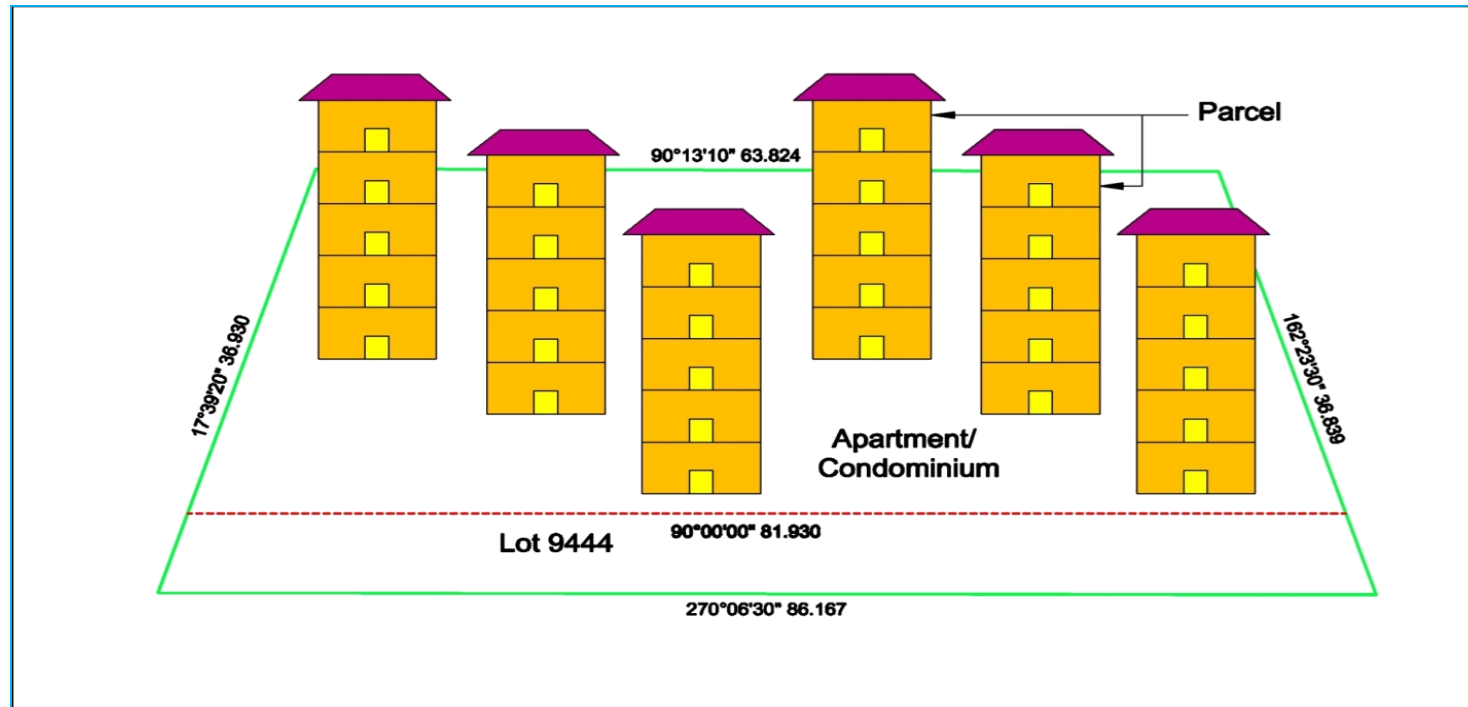 Parcel
90°13'10" 63.824
17°39'20" 36.930
162°23'30" 36.839
Apartment/
Condominium
90°00'00" 81.930
Lot 9444
270°06'30" 86.167